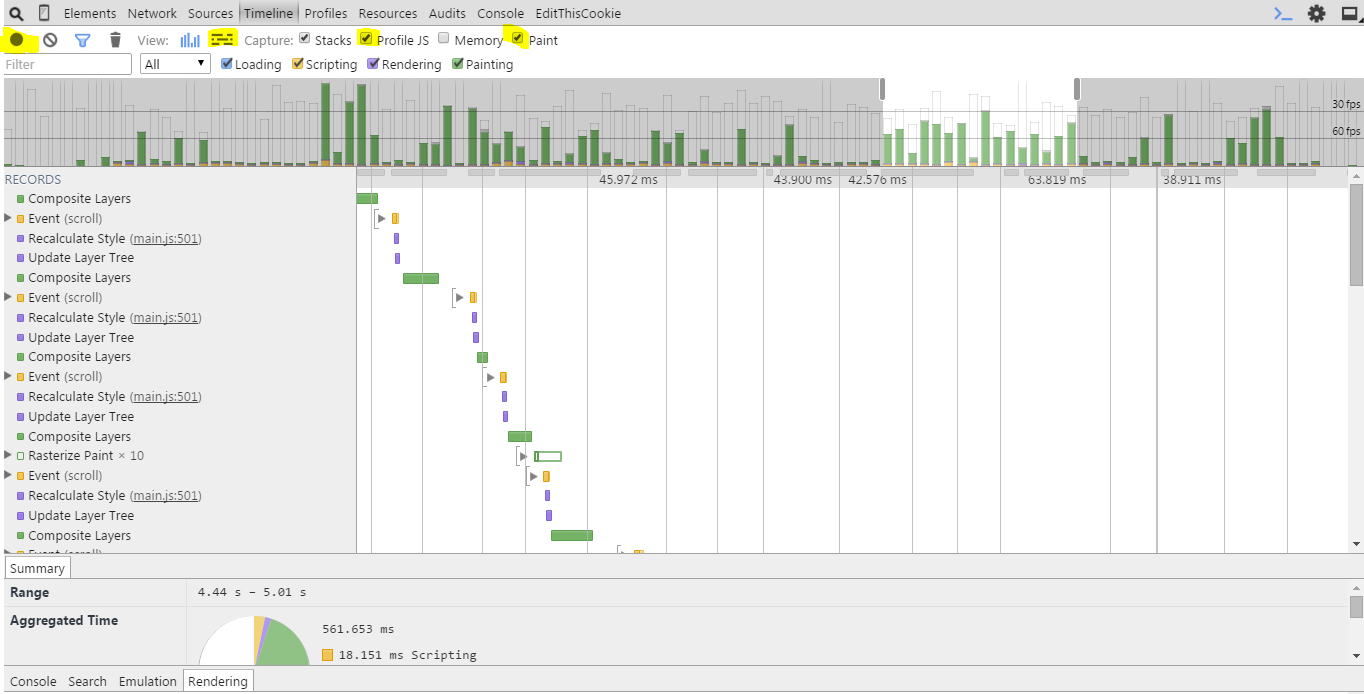 Elements Network Sources Timeline Profiles Resources Audits Console EditThisCookie
View: Capture: Stacks Profile JS Memory Paint
Filter All Loading Scripting Rendering Painting
30 fps
60 fps
RECORDS 45.972 ms 43.900 ms 42.576 ms 63.819 ms 38.911 ms
Composite Layers
Event (scroll)
Recalculate Style (main.js:501)
Update Layer Tree
Composite Layers
Event (scroll)
Recalculate Style (main.js:501)
Update Layer Tree
Composite Layers
Event (scroll)
Recalculate Style (main.js:501)
Update Layer Tree
Composite Layers
Rasterize Paint × 10
Event (scroll)
Recalculate Style (main.js:501)
Update Layer Tree
Composite Layers
Event (scroll)
Summary
Range 4.44 s – 5.01 s
Aggregated Time
561.653 ms
18.151 ms Scripting
Console Search Emulation Rendering